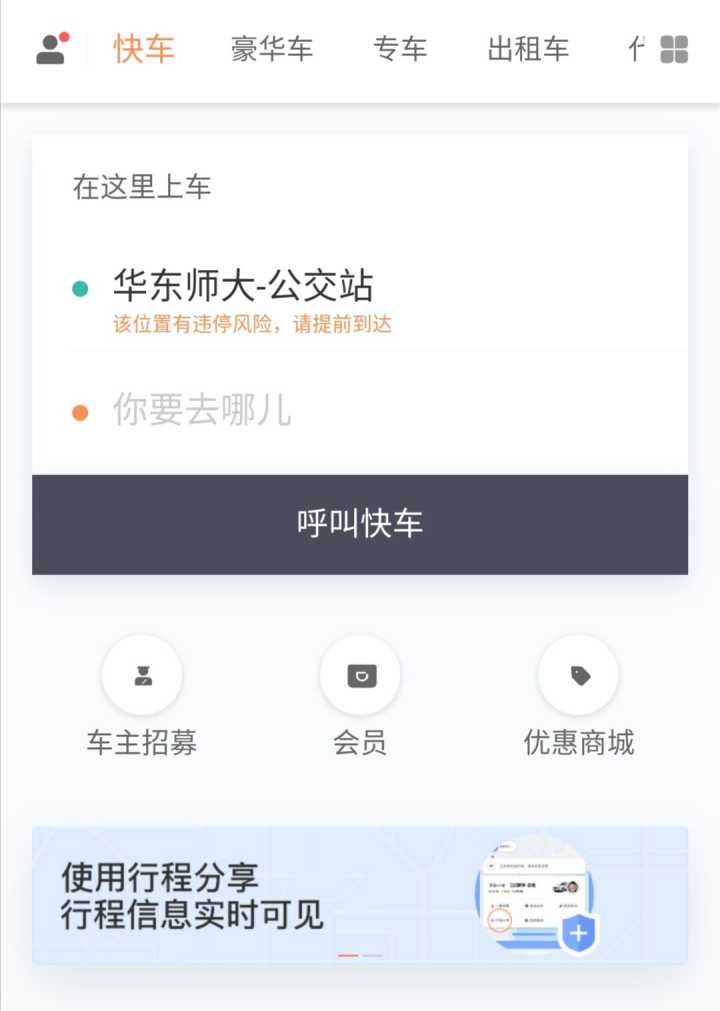 快车 豪华车 专车 出租车
在这里上车
华东师大-公交站
该位置有违停风险，请提前到达
你要去哪儿
呼叫快车
车主招募 会员 优惠商城
使用行程分享
行程信息实时可见